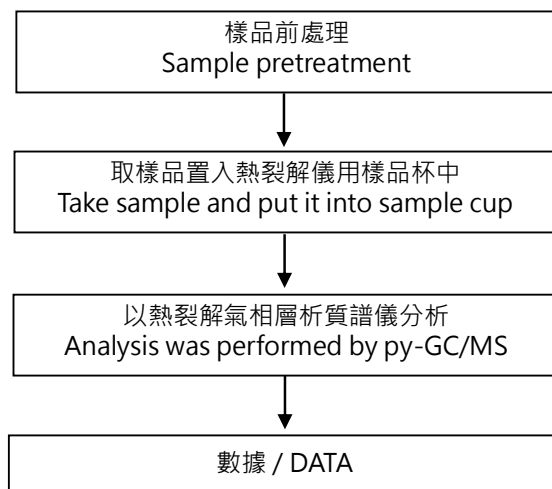 樣品前處理
Sample pretreatment
取樣品置入熱裂解儀用樣品杯中
Take sample and put it into sample cup
以熱裂解氣相層析質譜儀分析
Analysis was performed by py-GC/MS
數據 / DATA